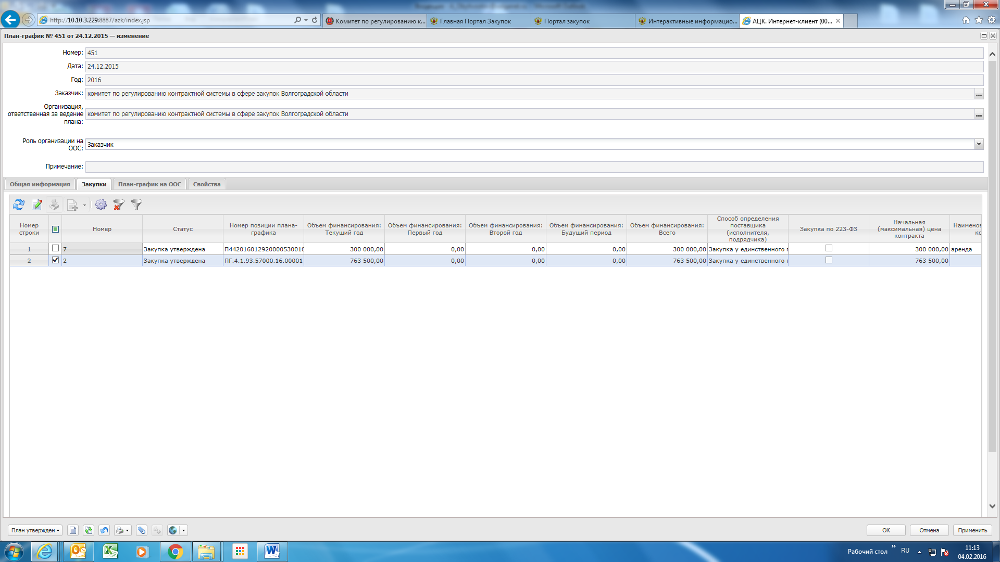 http://10.10.3.229:8887/azk/index.jsp
Комитет по регулированию к...
Главная Портал Закупок
Портал закупок
Интерактивные информацио...
АЦК. Интернет-клиент (00...
План-график № 451 от 24.12.2015 — изменение
Номер: 451
Дата: 24.12.2015
Год: 2016
Заказчик: комитет по регулированию контрактной системы в сфере закупок Волгоградской области
Организация, ответственная за ведение плана: комитет по регулированию контрактной системы в сфере закупок Волгоградской области
Роль организации на ООС: Заказчик
Примечание:
Общая информация Закупки План-график на ООС Свойства
Номер строки Номер Статус Номер позиции плана-графика Объем финансирования: Текущий год Объем финансирования: Первый год Объем финансирования: Второй год Объем финансирования: Будущий период Объем финансирования: Всего Способ определения поставщика (исполнителя, подрядчика) Закупка по 223-ФЗ Начальная (максимальная) цена контракта Наименов ко
1 7 Закупка утверждена П442016012920000530010 300 000,00 0,00 0,00 0,00 300 000,00 Закупка у единственного г 300 000,00 аренда
2 2 Закупка утверждена ПГ.4.1.93.57000.16.00001 763 500,00 0,00 0,00 0,00 763 500,00 Закупка у единственного г 763 500,00
План утвержден
ОК Отмена Применить
Рабочий стол » RU 11:13
04.02.2016